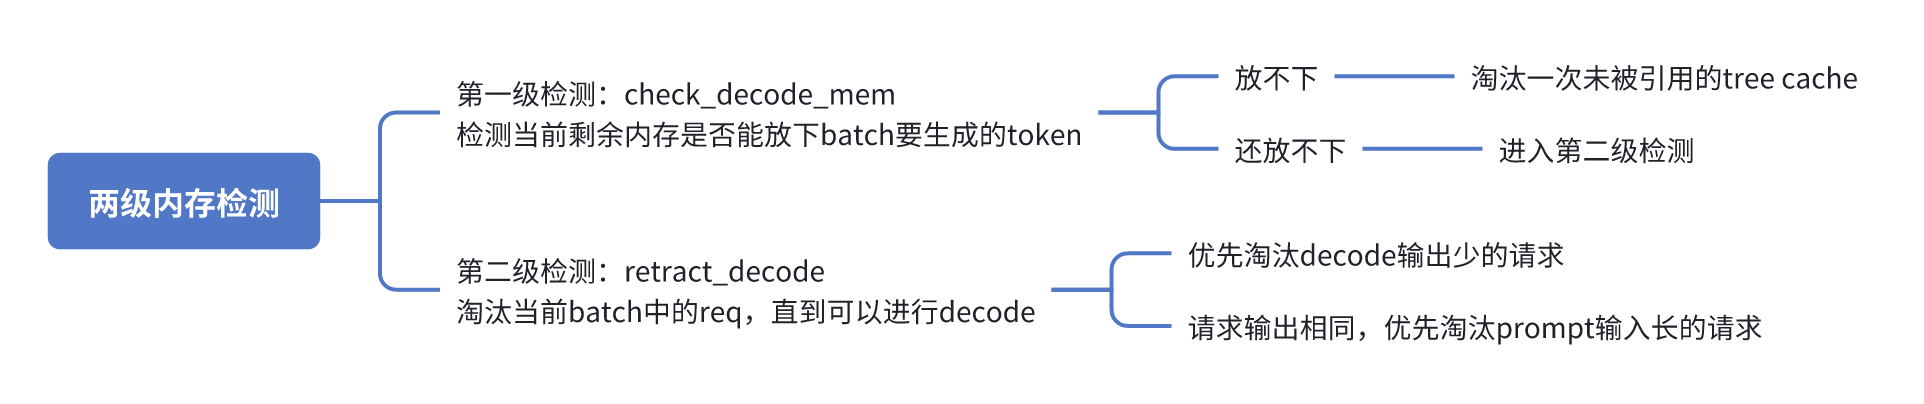 两级内存检测
第一级检测：check_decode_mem
检测当前剩余内存是否能放下batch要生成的token
放不下
淘汰一次未被引用的tree cache
还放不下
进入第二级检测
第二级检测：retract_decode
淘汰当前batch中的req，直到可以进行decode
优先淘汰decode输出少的请求
请求输出相同，优先淘汰prompt输入长的请求